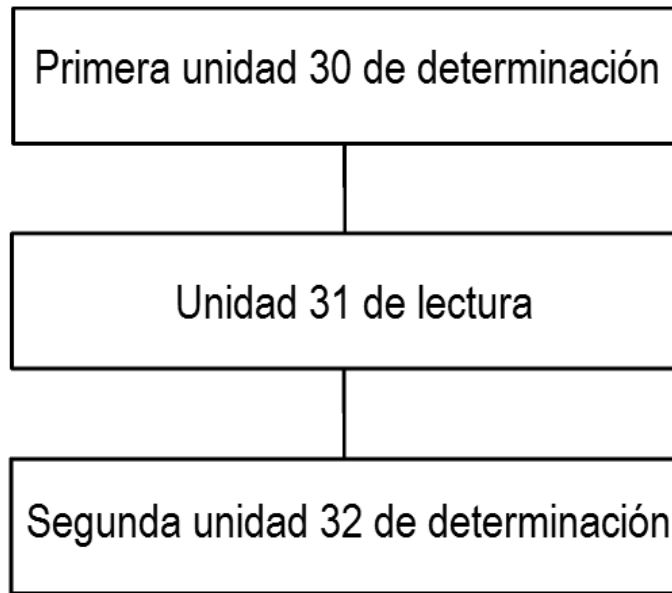 Primera unidad 30 de determinación
Unidad 31 de lectura
Segunda unidad 32 de determinación